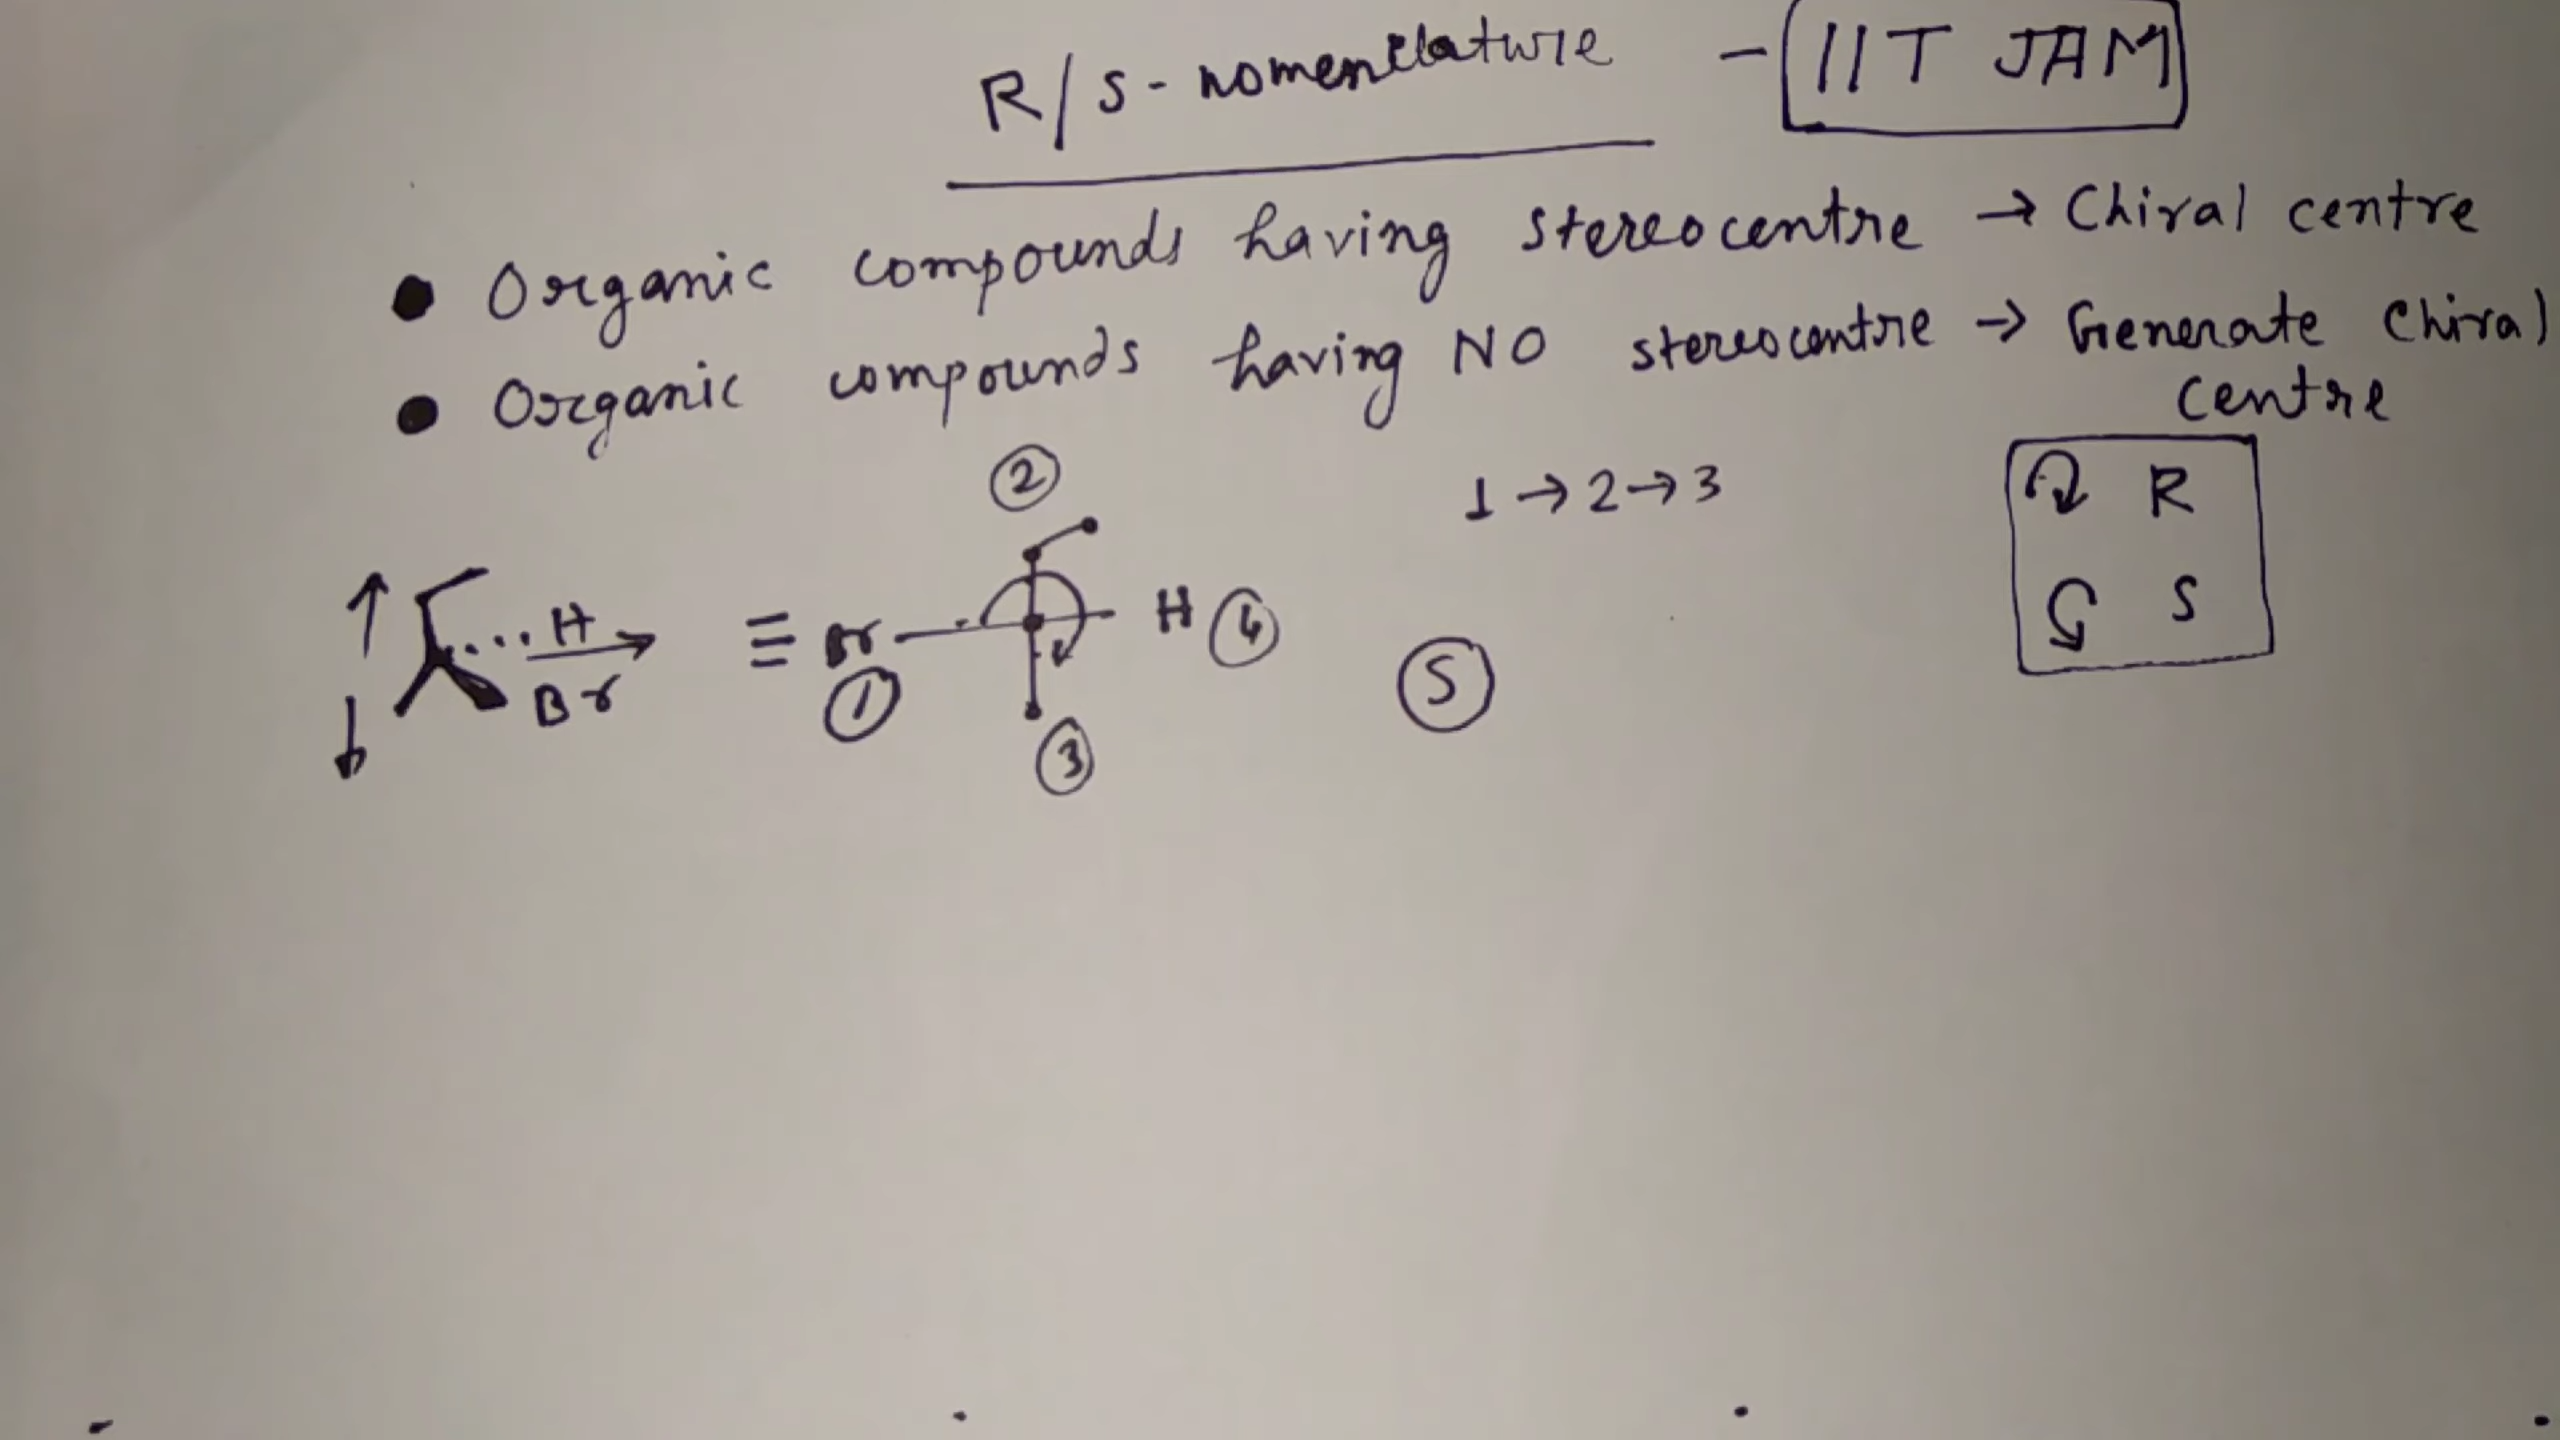 R/S - nomenclature - IIT JAM
• Organic compounds having stereocentre → Chiral centre
• Organic compounds having NO stereocentre → Generate Chiral
centre
② 1 → 2 → 3 R
H ≡ Br H ④ S
Br ① S
③